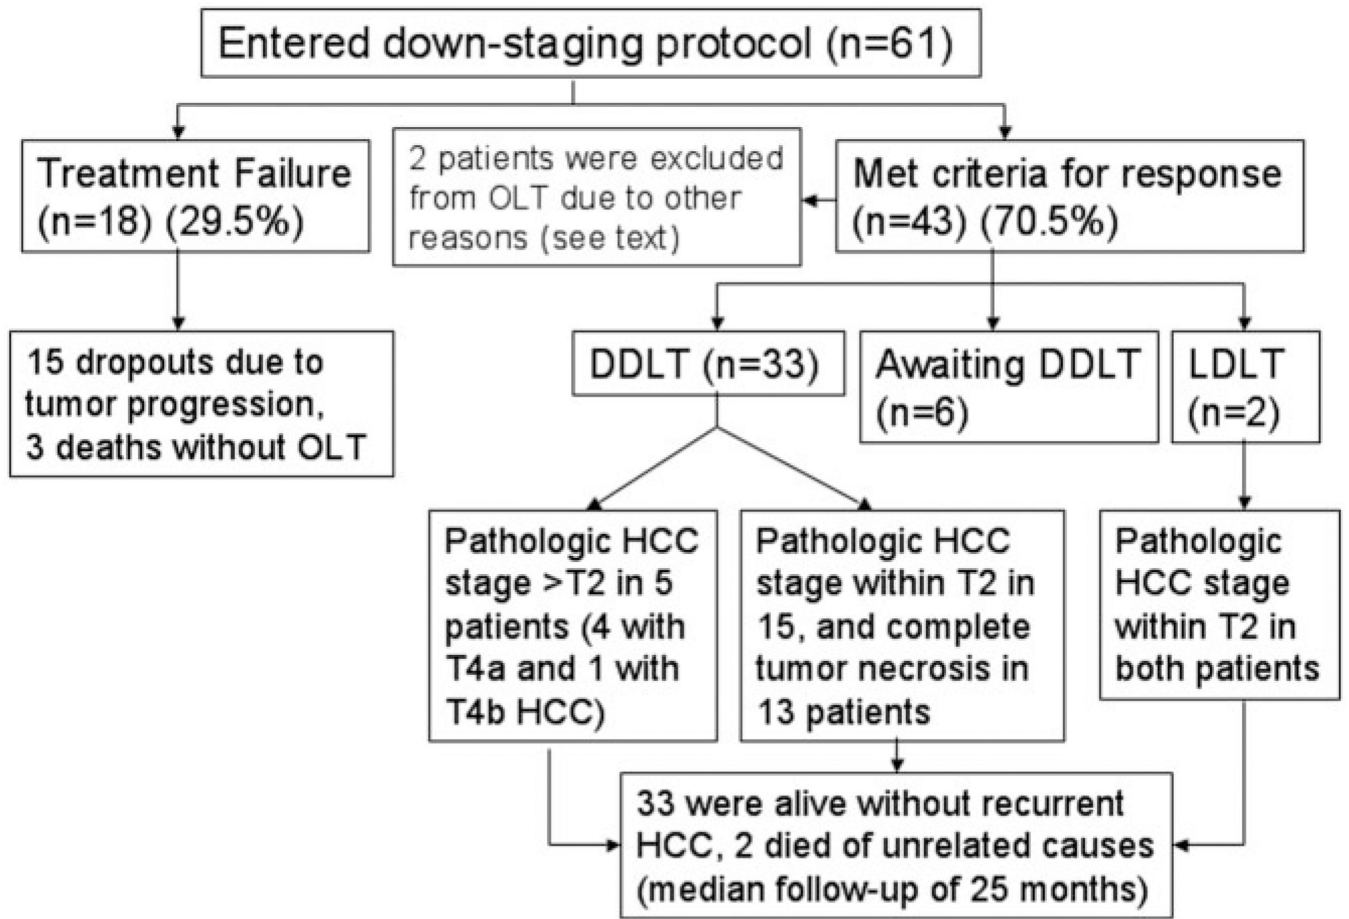 Entered down-staging protocol (n=61)
Treatment Failure
(n=18) (29.5%)
2 patients were excluded
from OLT due to other
reasons (see text)
Met criteria for response
(n=43) (70.5%)
15 dropouts due to
tumor progression,
3 deaths without OLT
DDLT (n=33)
Awaiting DDLT
(n=6)
LDLT
(n=2)
Pathologic HCC
stage >T2 in 5
patients (4 with
T4a and 1 with
T4b HCC)
Pathologic HCC
stage within T2 in
15, and complete
tumor necrosis in
13 patients
Pathologic
HCC stage
within T2 in
both patients
33 were alive without recurrent
HCC, 2 died of unrelated causes
(median follow-up of 25 months)